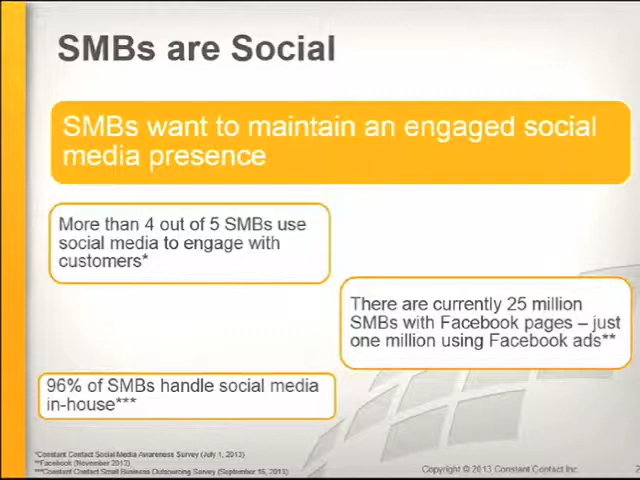 SMBs are Social
SMBs want to maintain an engaged social
media presence
More than 4 out of 5 SMBs use
social media to engage with
customers*
There are currently 25 million
SMBs with Facebook pages – just
one million using Facebook ads**
96% of SMBs handle social media
in-house***
*Constant Contact Social Media Awareness Survey (July 1, 2013)
**Facebook (November 2013)
***Constant Contact Small Business Outsourcing Survey (September 16, 2013)
Copyright © 2013 Constant Contact Inc.
2